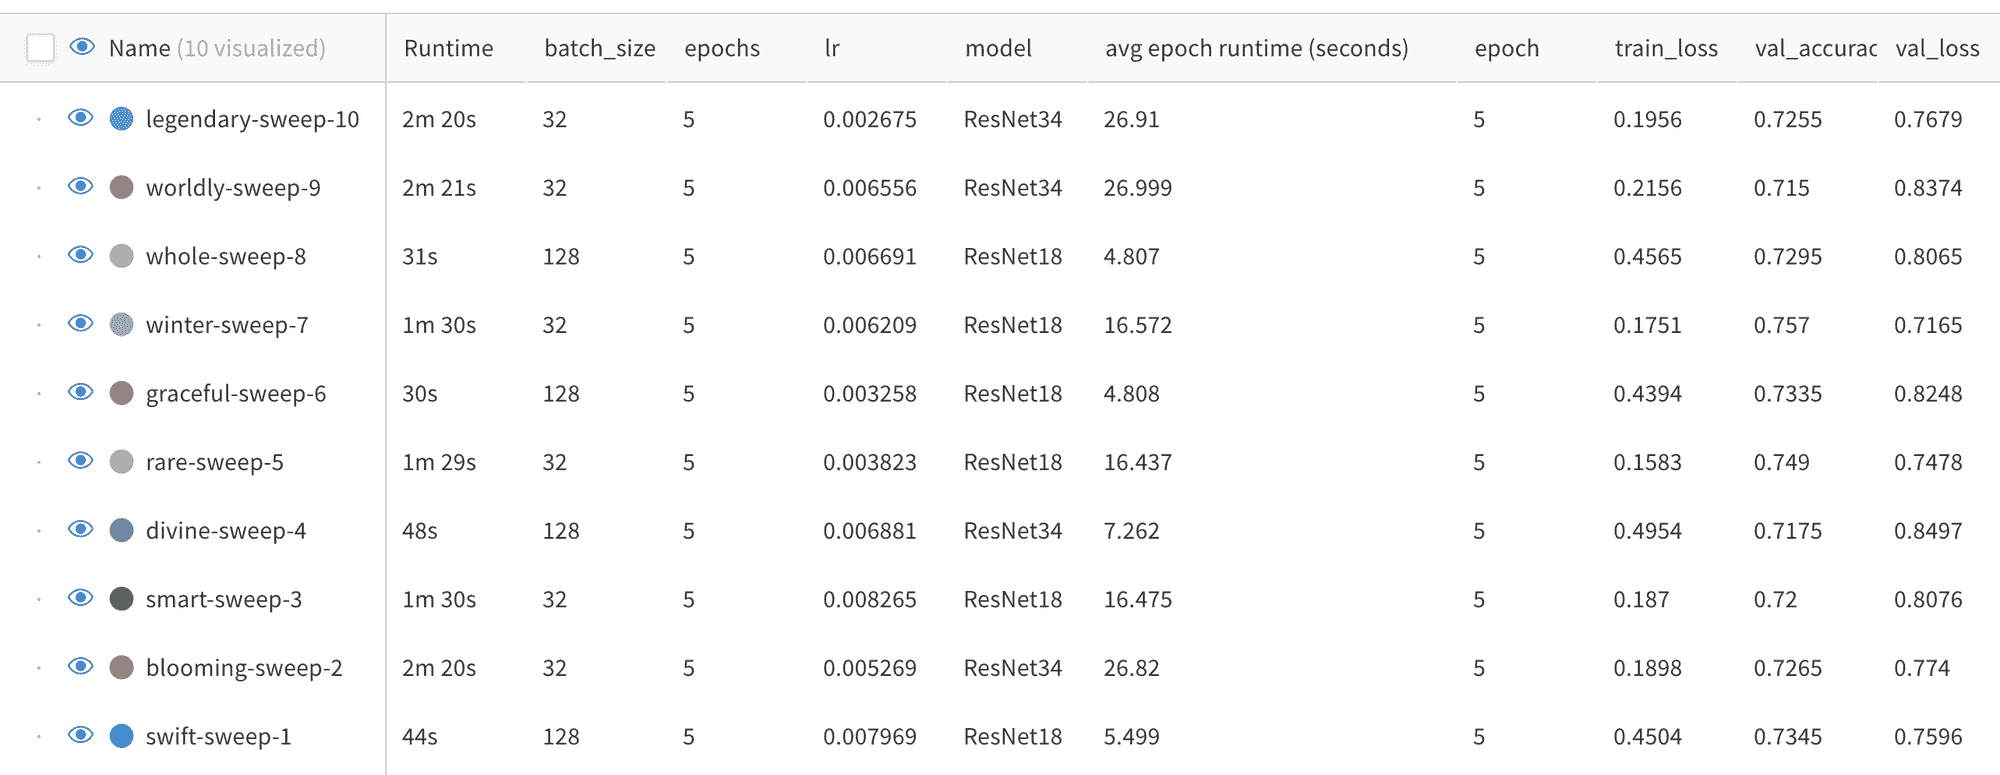 Name (10 visualized) Runtime batch_size epochs lr model avg epoch runtime (seconds) epoch train_loss val_accurac val_loss
legendary-sweep-10 2m 20s 32 5 0.002675 ResNet34 26.91 5 0.1956 0.7255 0.7679
worldly-sweep-9 2m 21s 32 5 0.006556 ResNet34 26.999 5 0.2156 0.715 0.8374
whole-sweep-8 31s 128 5 0.006691 ResNet18 4.807 5 0.4565 0.7295 0.8065
winter-sweep-7 1m 30s 32 5 0.006209 ResNet18 16.572 5 0.1751 0.757 0.7165
graceful-sweep-6 30s 128 5 0.003258 ResNet18 4.808 5 0.4394 0.7335 0.8248
rare-sweep-5 1m 29s 32 5 0.003823 ResNet18 16.437 5 0.1583 0.749 0.7478
divine-sweep-4 48s 128 5 0.006881 ResNet34 7.262 5 0.4954 0.7175 0.8497
smart-sweep-3 1m 30s 32 5 0.008265 ResNet18 16.475 5 0.187 0.72 0.8076
blooming-sweep-2 2m 20s 32 5 0.005269 ResNet34 26.82 5 0.1898 0.7265 0.774
swift-sweep-1 44s 128 5 0.007969 ResNet18 5.499 5 0.4504 0.7345 0.7596